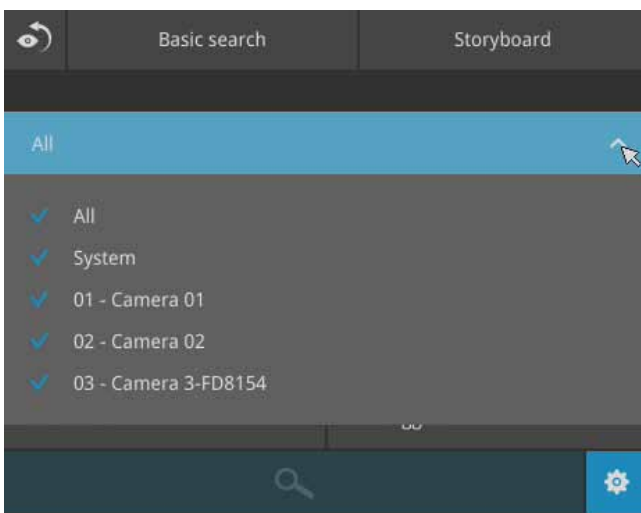 Basic search Storyboard
All
All
System
01 - Camera 01
02 - Camera 02
03 - Camera 3-FD8154